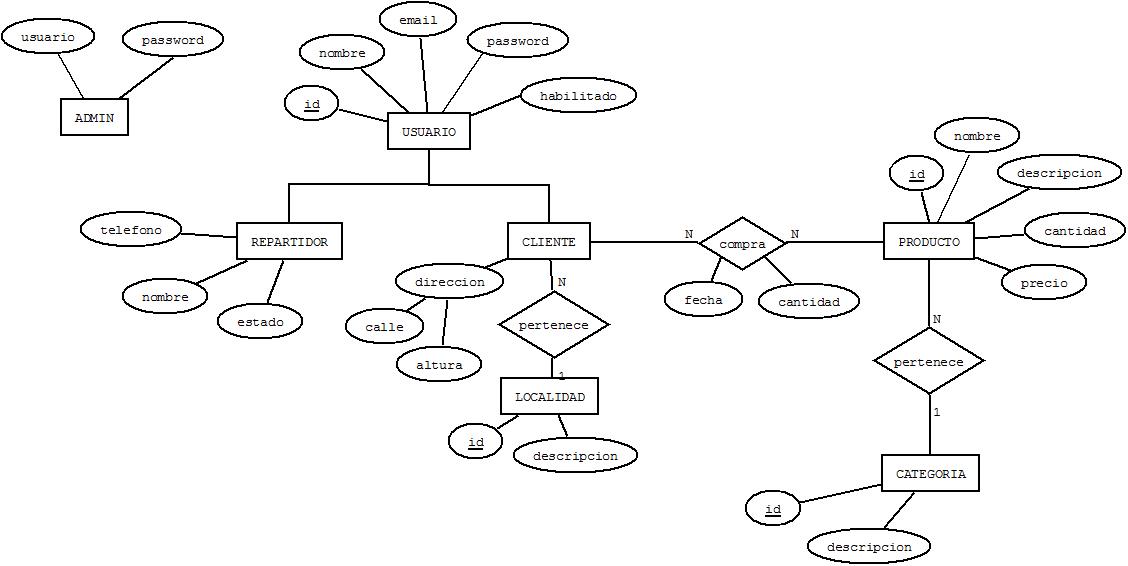 usuario
password
ADMIN
email
nombre
password
id
habilitado
USUARIO
telefono
REPARTIDOR
nombre
estado
CLIENTE
direccion
calle
altura
N
pertenece
1
LOCALIDAD
id
descripcion
N
compra
N
fecha
cantidad
nombre
id
descripcion
cantidad
PRODUCTO
precio
N
pertenece
1
CATEGORIA
id
descripcion